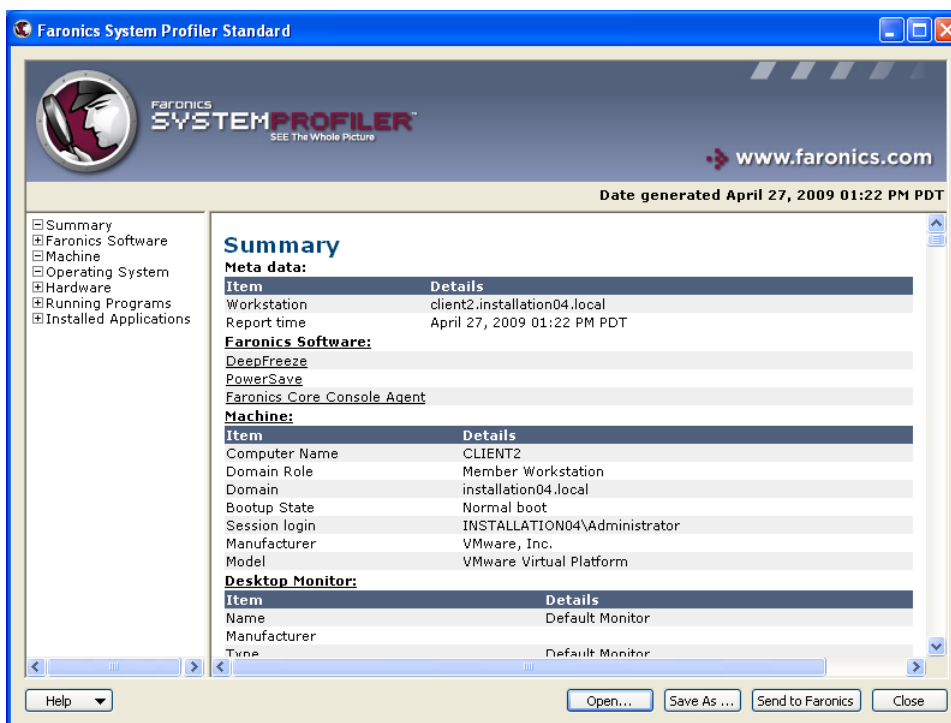 Faronics System Profiler Standard
Faronics
SYSTEMPROFILER™
SEE The Whole Picture
www.faronics.com
Date generated April 27, 2009 01:22 PM PDT
Summary
Faronics Software
Machine
Operating System
Hardware
Running Programs
Installed Applications
Summary
Meta data:
Item Details
Workstation client2.installation04.local
Report time April 27, 2009 01:22 PM PDT
Faronics Software:
DeepFreeze
PowerSave
Faronics Core Console Agent
Machine:
Item Details
Computer Name CLIENT2
Domain Role Member Workstation
Domain installation04.local
Bootup State Normal boot
Session login INSTALLATION04\Administrator
Manufacturer VMware, Inc.
Model VMware Virtual Platform
Desktop Monitor:
Item Details
Name Default Monitor
Manufacturer
Type Default Monitor
Help Open... Save As ... Send to Faronics Close